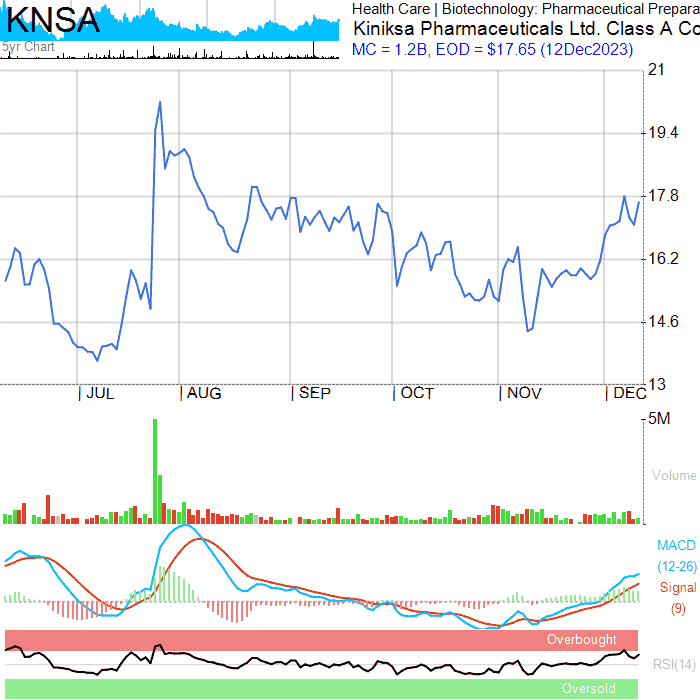 KNSA
5yr Chart
Health Care | Biotechnology: Pharmaceutical Prepara
Kiniksa Pharmaceuticals Ltd. Class A Co
MC = 1.2B, EOD = $17.65 (12Dec2023)
21
19.4
17.8
16.2
14.6
13
| JUL | AUG | SEP | OCT | NOV | DEC
5M
Volume
MACD
(12-26)
Signal
(9)
Overbought
RSI(14)
Oversold